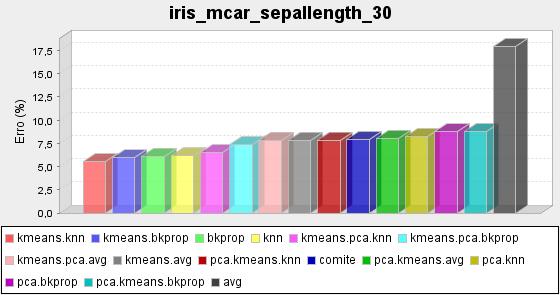 iris_mcar_sepallength_30
17,5
15,0
12,5
10,0
7,5
5,0
2,5
0,0
Erro (%)
kmeans.knn kmeans.bkprop bkprop knn kmeans.pca.knn kmeans.pca.bkprop
kmeans.pca.avg kmeans.avg pca.kmeans.knn comite pca.kmeans.avg pca.knn
pca.bkprop pca.kmeans.bkprop avg